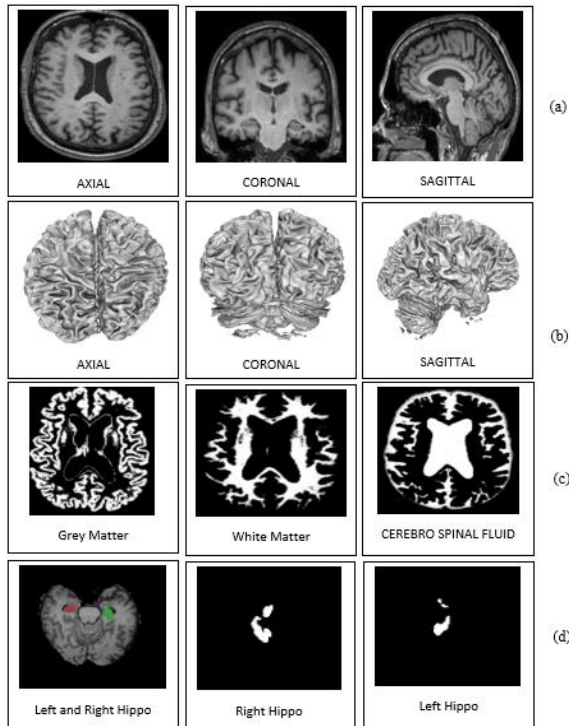 AXIAL CORONAL SAGITTAL (a)
AXIAL CORONAL SAGITTAL (b)
Grey Matter White Matter CEREBRO SPINAL FLUID (c)
Left and Right Hippo Right Hippo Left Hippo (d)